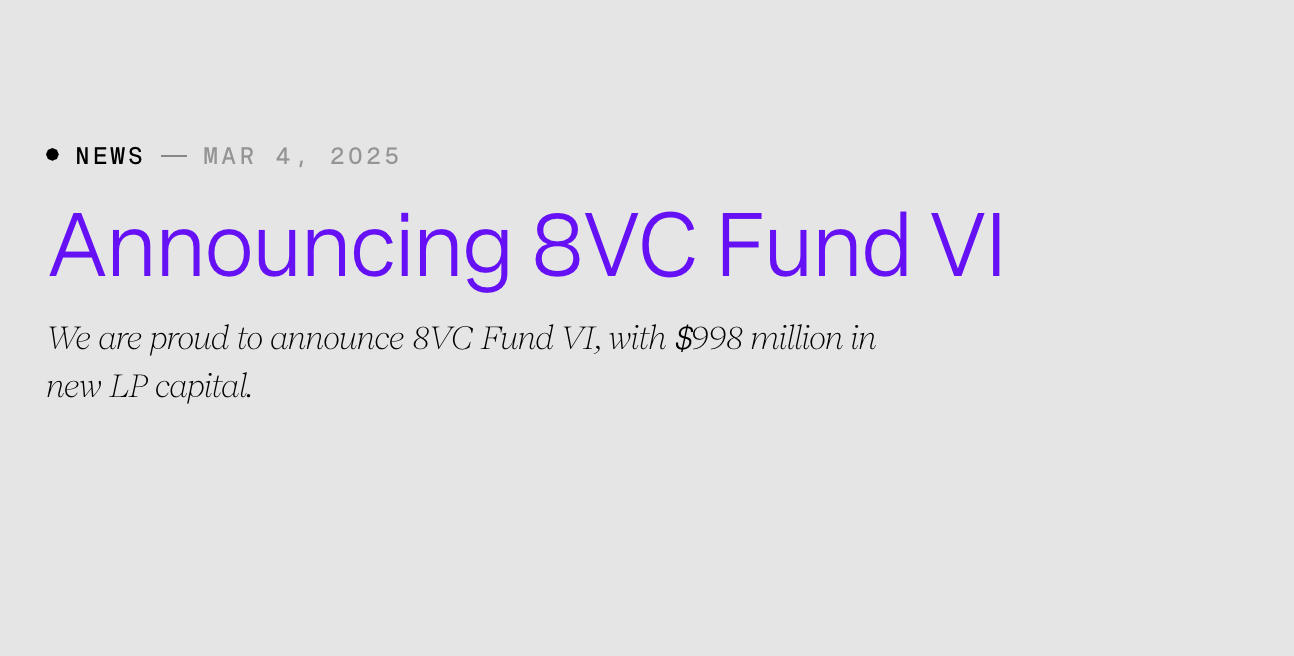 • NEWS — MAR 4, 2025
Announcing 8VC Fund VI
We are proud to announce 8VC Fund VI, with $998 million in
new LP capital.